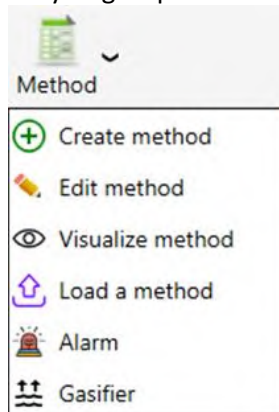 Method
Create method
Edit method
Visualize method
Load a method
Alarm
Gasifier